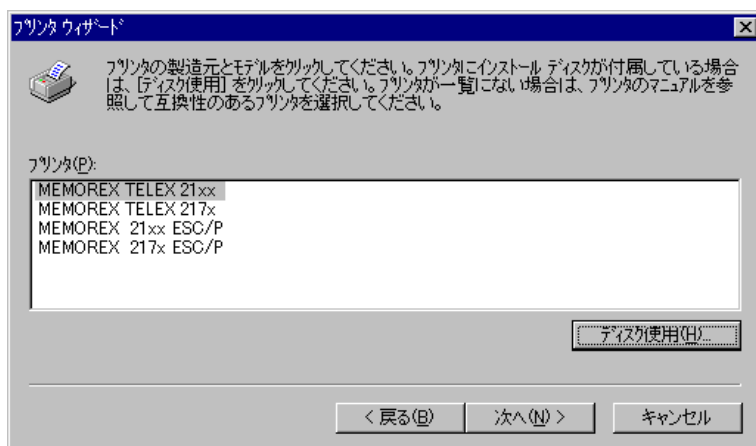 プリンタ ウィザード
プリンタの製造元とモデルをクリックしてください。プリンタにインストール ディスクが付属している場合
は、[ディスク使用] をクリックしてください。プリンタが一覧にない場合は、プリンタのマニュアルを参
照して互換性のあるプリンタを選択してください。
プリンタ(P):
MEMOREX TELEX 21xx
MEMOREX TELEX 217x
MEMOREX 21xx ESC/P
MEMOREX 217x ESC/P
ディスク使用(H)...
< 戻る(B)
次へ(N) >
キャンセル